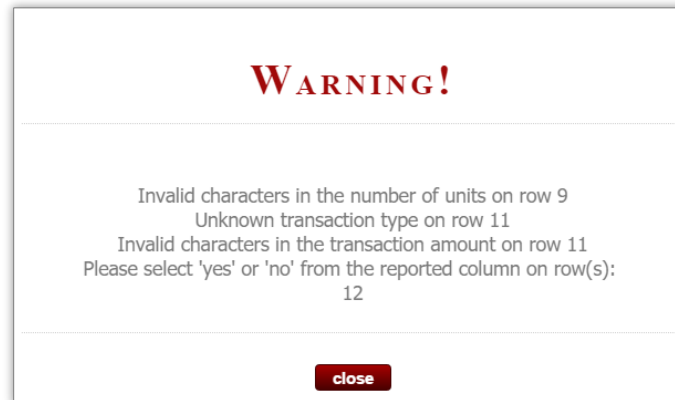 Warning!
Invalid characters in the number of units on row 9
Unknown transaction type on row 11
Invalid characters in the transaction amount on row 11
Please select 'yes' or 'no' from the reported column on row(s):
12
close